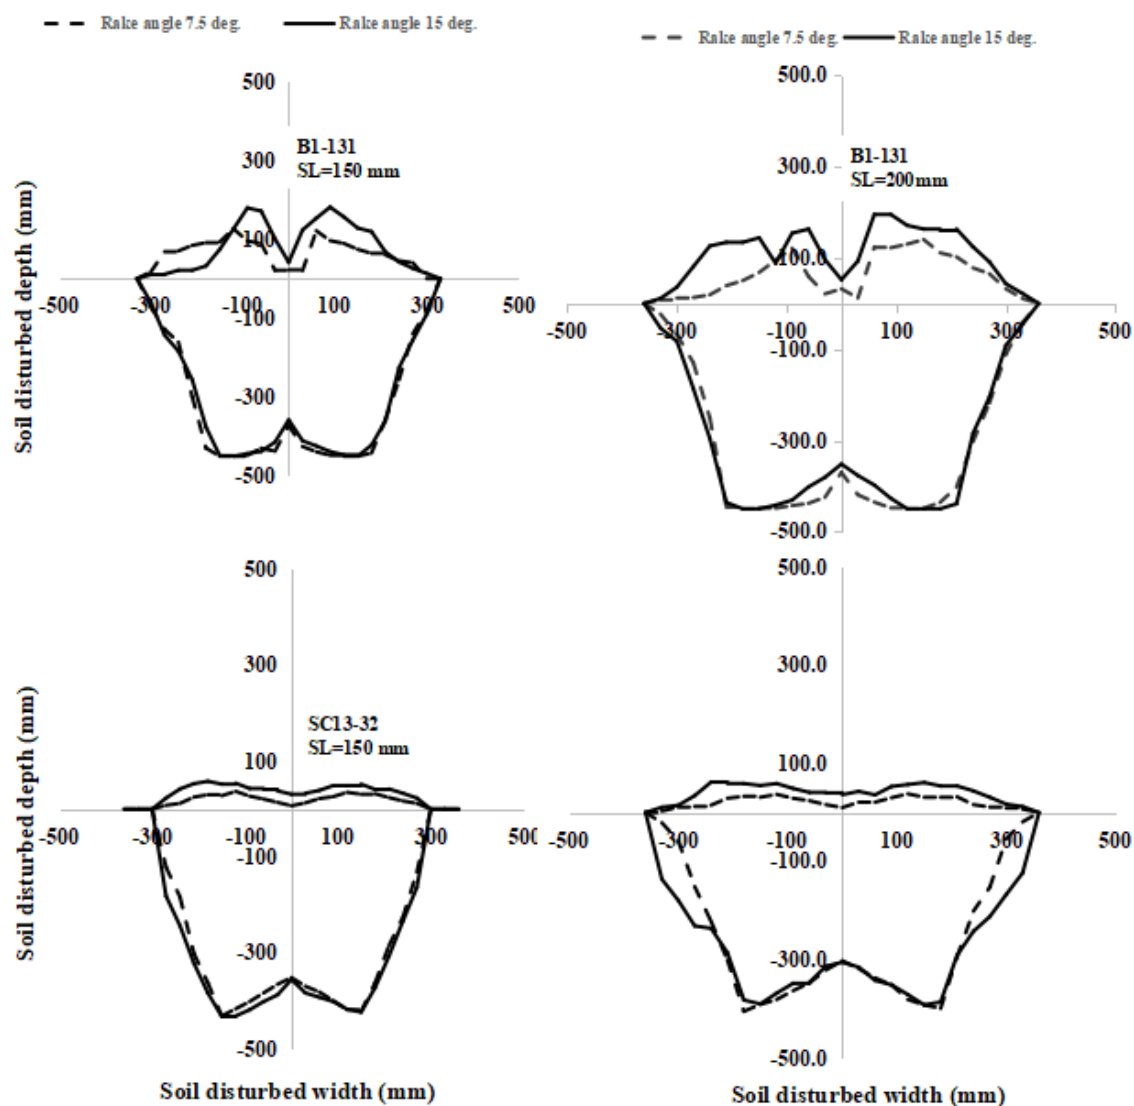 Rake angle 7.5 deg. Rake angle 15 deg.
Rake angle 7.5 deg. Rake angle 15 deg.
Soil disturbed depth (mm)
500
B1-131
300
SL=150 mm
100
-500 -300 -100 100 300 500
-100
-300
-500
500.0
300.0
B1-131
SL=200mm
100.0
-500 -300 -100 100 300 500
-100.0
-300.0
-500.0
Soil disturbed depth (mm)
500
300
SC13-32
SL=150 mm
100
-500 -300 -100 100 300 500
-100
-300
-500
Soil disturbed width (mm)
500.0
300.0
100.0
-500 -300 -100 100 300 500
-100.0
-300.0
-500.0
Soil disturbed width (mm)